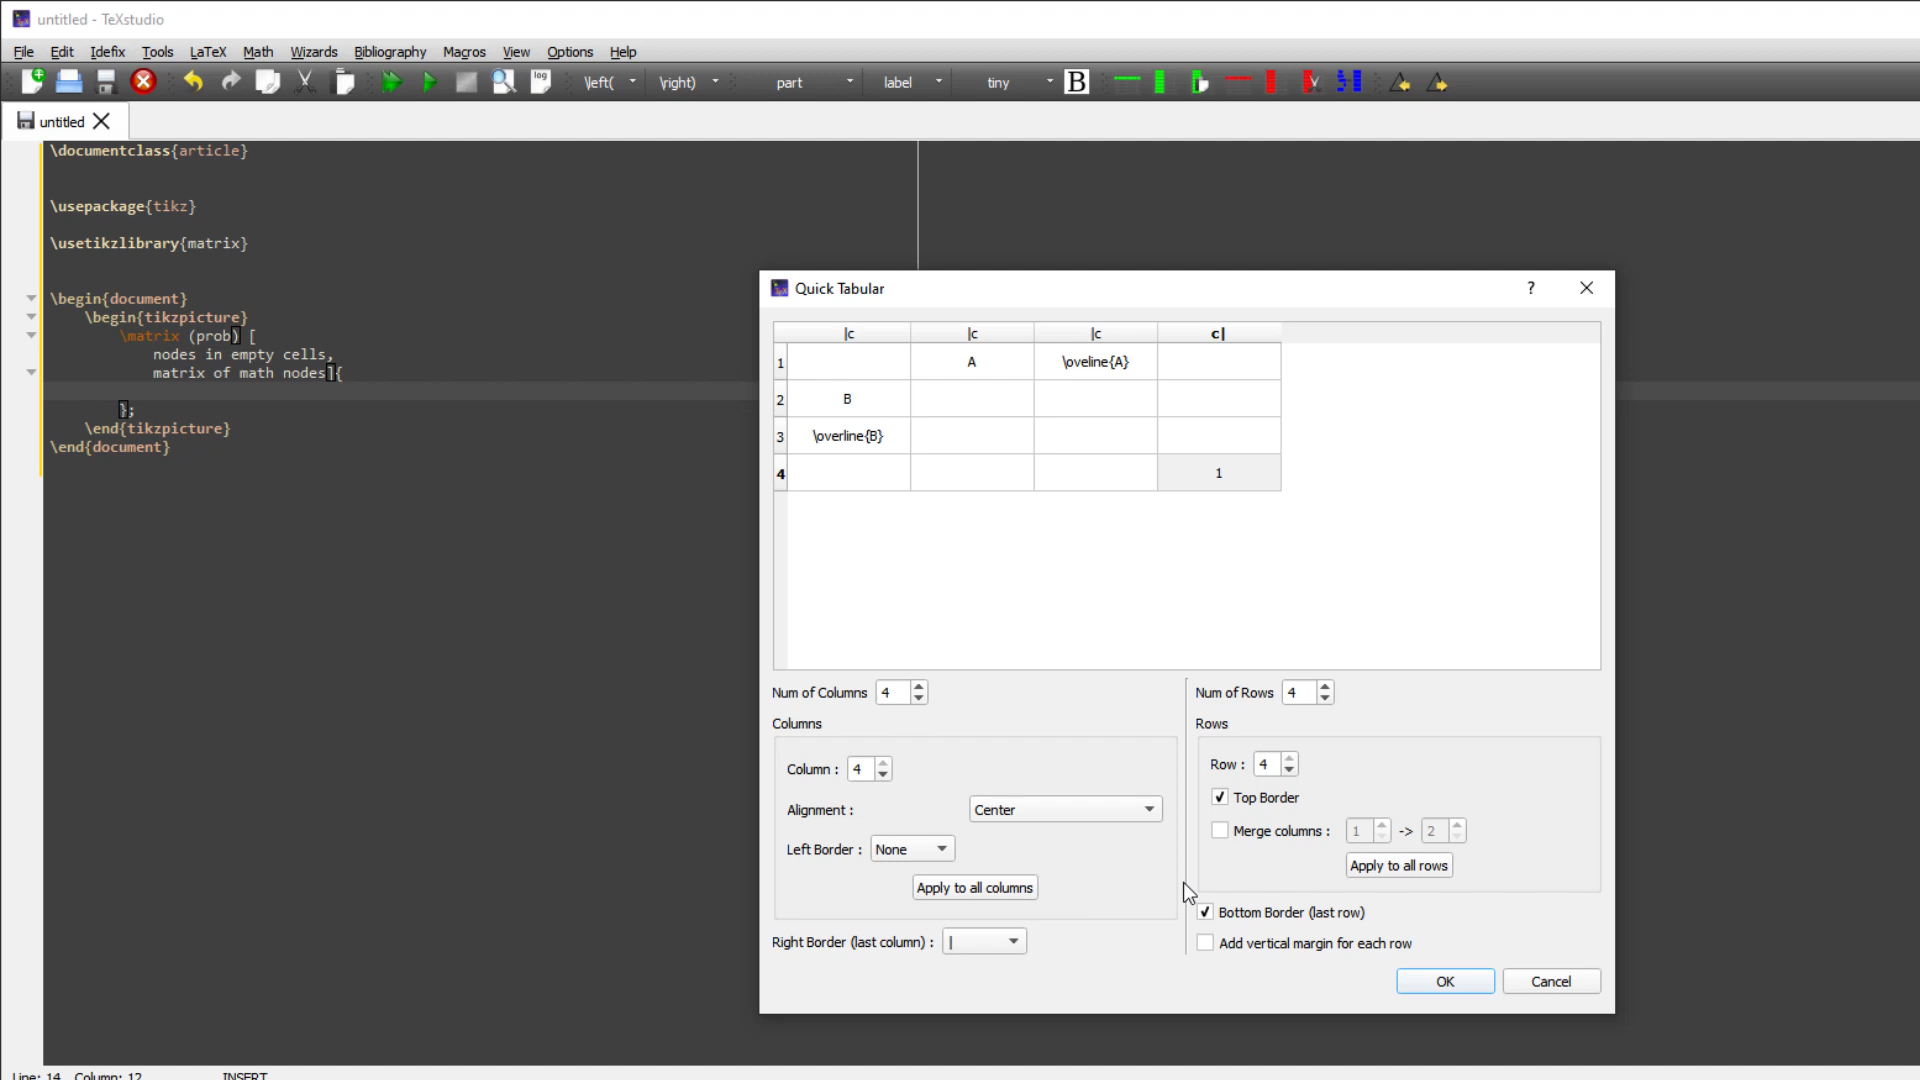 untitled - TeXstudio
File Edit Idefix Tools LaTeX Math Wizards Bibliography Macros View Options Help
log \left( \right) part label tiny B
untitled
\documentclass{article}
\usepackage{tikz}
\usetikzlibrary{matrix}
\begin{document}
\begin{tikzpicture}
\matrix (prob) [
nodes in empty cells,
matrix of math nodes]{
};
\end{tikzpicture}
\end{document}
Quick Tabular ?
|c |c |c c|
1 A \oveline{A}
2 B
3 \overline{B}
4 1
Num of Columns 4
Columns
Column : 4
Alignment : Center
Left Border : None
Apply to all columns
Right Border (last column) : |
Num of Rows 4
Rows
Row : 4
Top Border
Merge columns : 1 -> 2
Apply to all rows
Bottom Border (last row)
Add vertical margin for each row
OK Cancel
Line: 14 Column: 12 INSERT